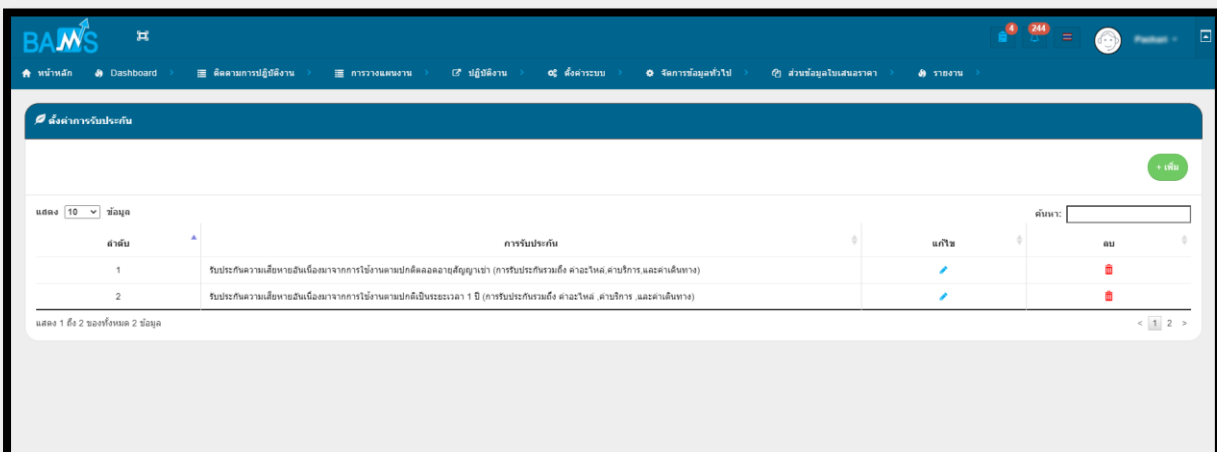 BAMS
4 244
หน้าหลัก Dashboard ติดตามการปฏิบัติงาน การวางแผนงาน ปฏิบัติงาน ตั้งค่าระบบ จัดการข้อมูลทั่วไป ส่วนข้อมูลใบเสนอราคา รายงาน
ตั้งค่าการรับประกัน
+ เพิ่ม
แสดง 10 ข้อมูล ค้นหา:
ลำดับ การรับประกัน แก้ไข ลบ
1 รับประกันความเสียหายอันเนื่องมาจากการใช้งานตามปกติตลอดอายุสัญญาเช่า (การรับประกันรวมถึง ค่าอะไหล่,ค่าบริการ,และค่าเดินทาง)
2 รับประกันความเสียหายอันเนื่องมาจากการใช้งานตามปกติเป็นระยะเวลา 1 ปี (การรับประกันรวมถึง ค่าอะไหล่ ,ค่าบริการ ,และค่าเดินทาง)
แสดง 1 ถึง 2 ของทั้งหมด 2 ข้อมูล < 1 2 >